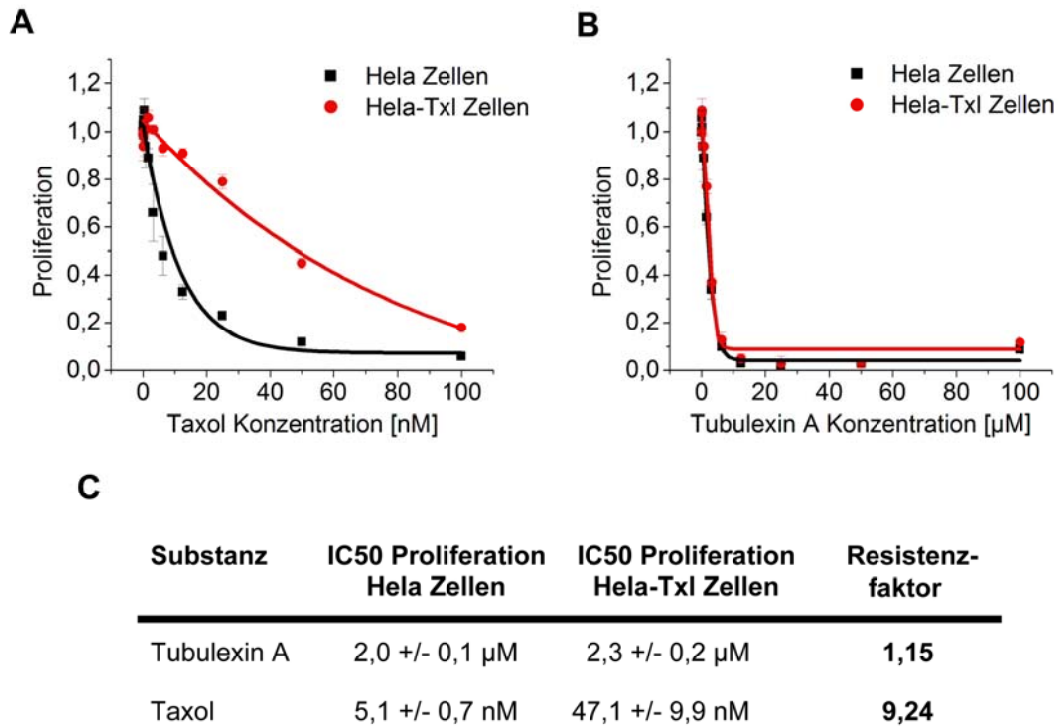 A
1,2
1,0
0,8
0,6
0,4
0,2
0,0
Proliferation
Hela Zellen
Hela-Txl Zellen
0 20 40 60 80 100
Taxol Konzentration [nM]
B
1,2
1,0
0,8
0,6
0,4
0,2
0,0
Proliferation
Hela Zellen
Hela-Txl Zellen
0 20 40 60 80 100
Tubulexin A Konzentration [µM]
C
Substanz IC50 Proliferation IC50 Proliferation Resistenz-
Hela Zellen Hela-Txl Zellen faktor
Tubulexin A 2,0 +/- 0,1 µM 2,3 +/- 0,2 µM 1,15
Taxol 5,1 +/- 0,7 nM 47,1 +/- 9,9 nM 9,24